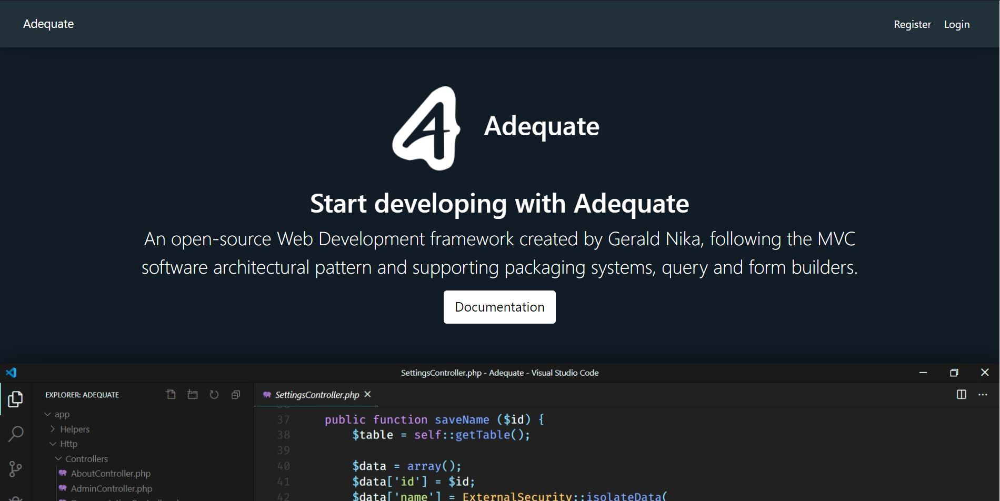 Adequate
Register Login
Adequate
Start developing with Adequate
An open-source Web Development framework created by Gerald Nika, following the MVC
software architectural pattern and supporting packaging systems, query and form builders.
Documentation
SettingsController.php - Adequate - Visual Studio Code
EXPLORER: ADEQUATE
app
Helpers
Http
Controllers
AboutController.php
AdminController.php
SettingsController.php
37 public function saveName ($id) {
38 $table = self::getTable();
39
40 $data = array();
41 $data['id'] = $id;
42 $data['name'] = ExternalSecurity::isolateData(